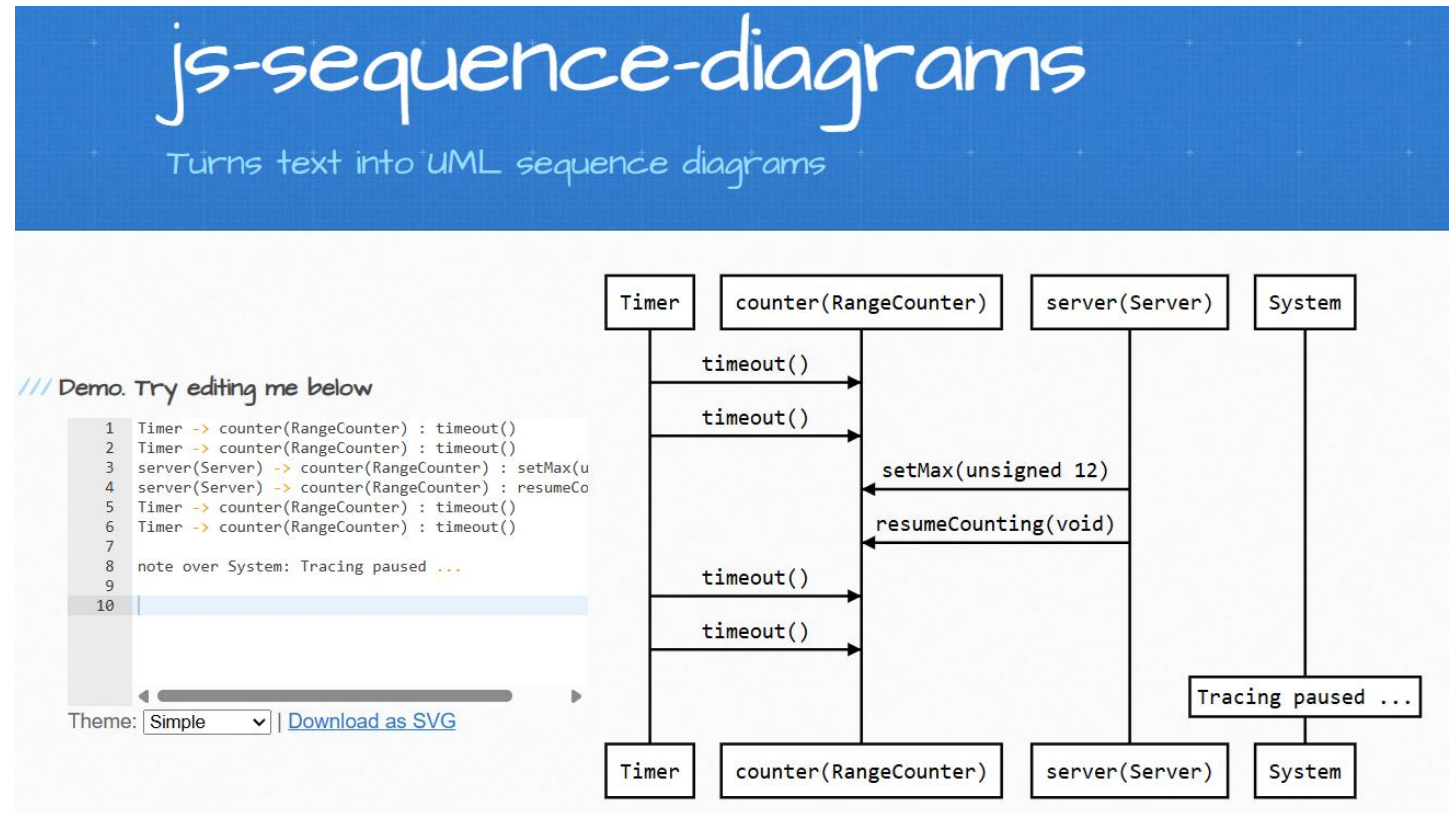 js-sequence-diagrams
Turns text into UML sequence diagrams
/// Demo. Try editing me below
1 Timer -> counter(RangeCounter) : timeout()
2 Timer -> counter(RangeCounter) : timeout()
3 server(Server) -> counter(RangeCounter) : setMax(u
4 server(Server) -> counter(RangeCounter) : resumeCo
5 Timer -> counter(RangeCounter) : timeout()
6 Timer -> counter(RangeCounter) : timeout()
7
8 note over System: Tracing paused ...
9
10
Theme: Simple | Download as SVG
Timer counter(RangeCounter) server(Server) System
timeout()
timeout()
setMax(unsigned 12)
resumeCounting(void)
timeout()
timeout()
Tracing paused ...
Timer counter(RangeCounter) server(Server) System